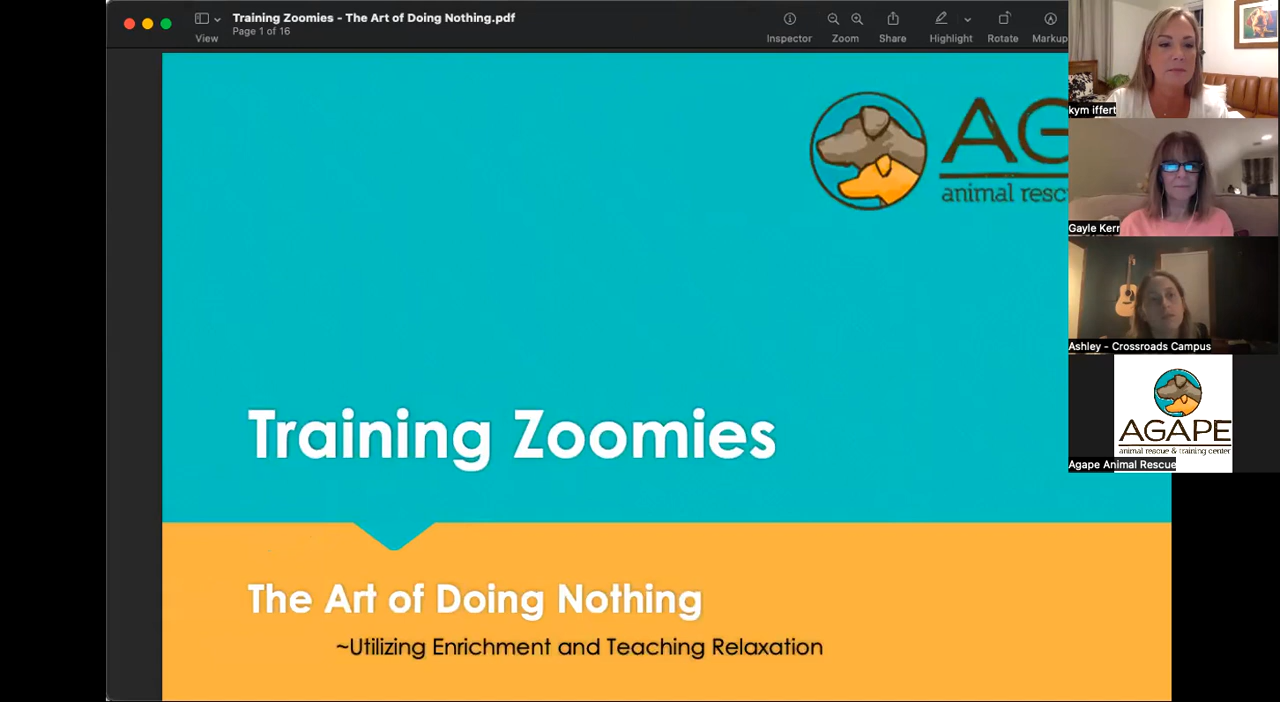 Training Zoomies - The Art of Doing Nothing.pdf
Page 1 of 16
View
Inspector
Zoom
Share
Highlight
Rotate
Markup
AG
animal rescue
Training Zoomies
The Art of Doing Nothing
~Utilizing Enrichment and Teaching Relaxation
kym iffert
Gayle Kerr
Ashley - Crossroads Campus
AGAPE
animal rescue & training center
Agape Animal Rescue